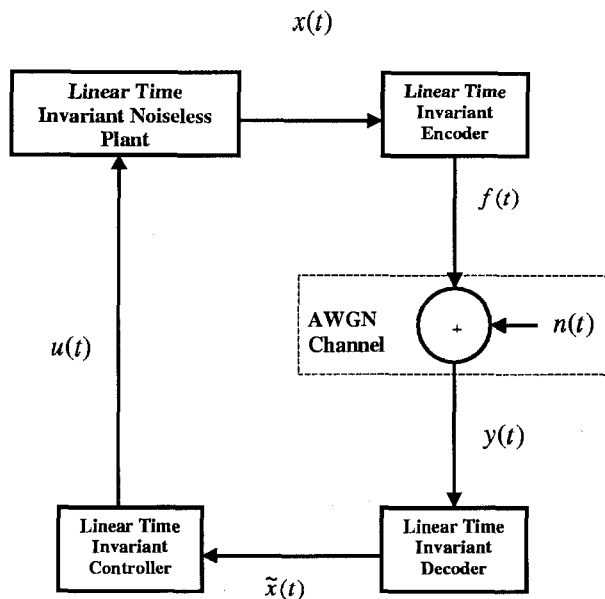 x(t)
Linear Time
Invariant Noiseless
Plant
Linear Time
Invariant
Encoder
f(t)
AWGN
Channel
+
n(t)
u(t)
y(t)
Linear Time
Invariant
Controller
x̃(t)
Linear Time
Invariant
Decoder